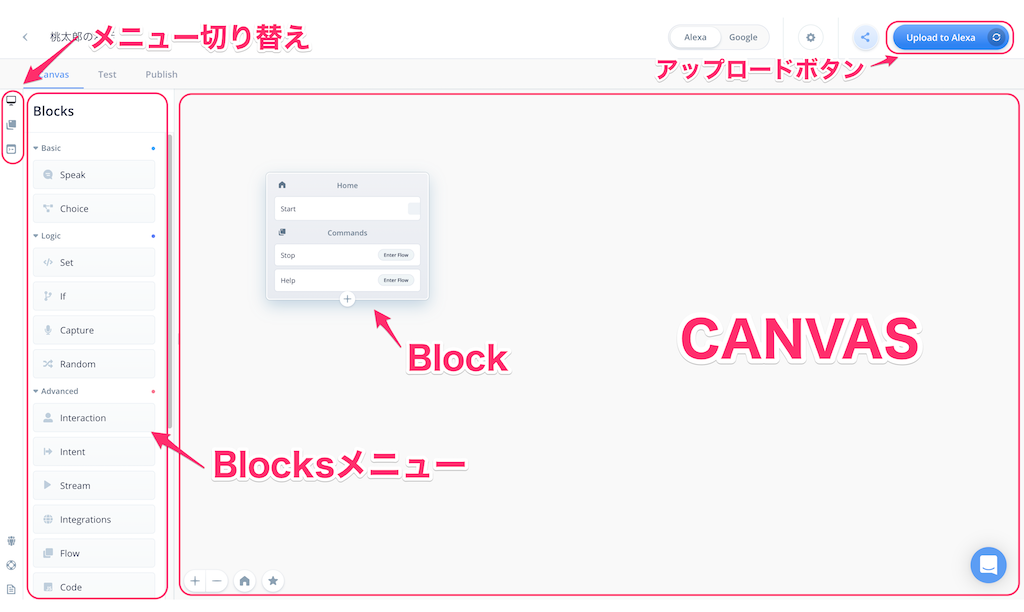 桃太郎の
メニュー切り替え
Alexa
Google
Upload to Alexa
アップロードボタン
Canvas
Test
Publish
Blocks
Basic
Speak
Choice
Logic
Set
If
Capture
Random
Advanced
Interaction
Intent
Stream
Integrations
Flow
Code
Home
Start
Commands
Stop
Enter Flow
Help
Enter Flow
Block
CANVAS
Blocksメニュー